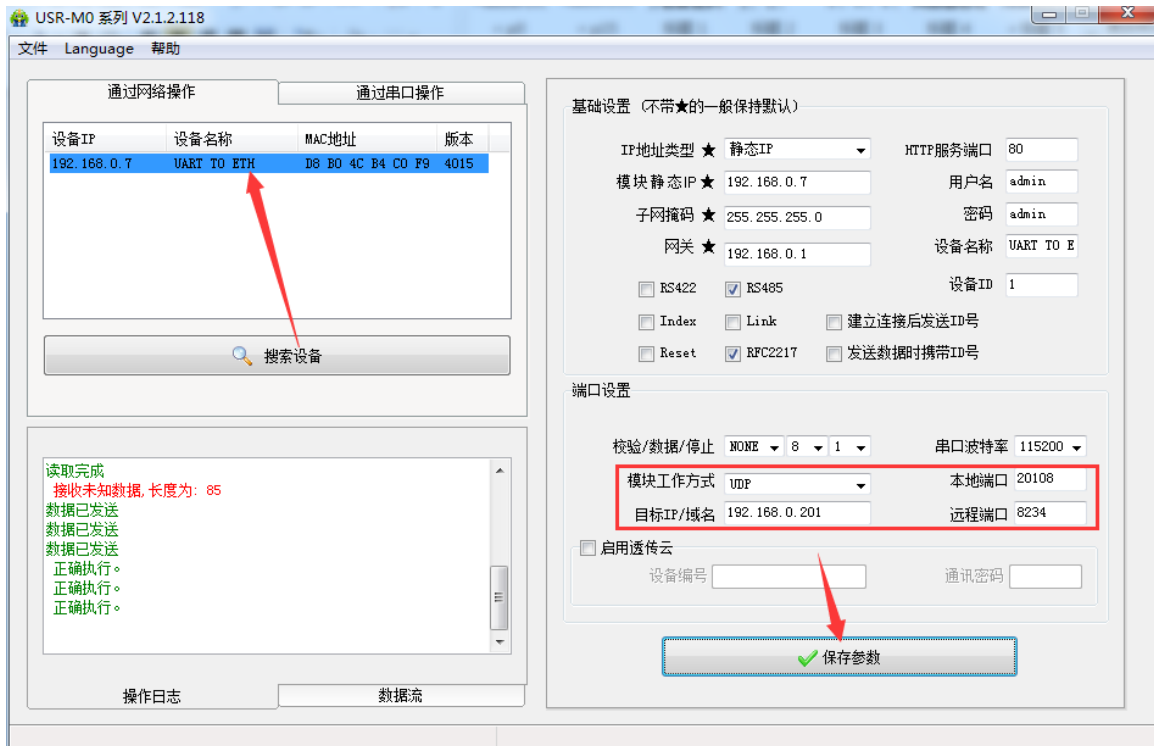 USR-M0 系列 V2.1.2.118
文件 Language 帮助
通过网络操作 通过串口操作
设备IP 设备名称 MAC地址 版本
192.168.0.7 UART TO ETH D8 B0 4C B4 C0 F9 4015
搜索设备
读取完成
接收未知数据,长度为: 85
数据已发送
数据已发送
数据已发送
正确执行。
正确执行。
正确执行。
操作日志 数据流
基础设置 (不带★的一般保持默认)
IP地址类型 ★ 静态IP HTTP服务端口 80
模块静态IP ★ 192.168.0.7 用户名 admin
子网掩码 ★ 255.255.255.0 密码 admin
网关 ★ 192.168.0.1 设备名称 UART TO E
RS422 RS485 设备ID 1
Index Link 建立连接后发送ID号
Reset RFC2217 发送数据时携带ID号
端口设置
校验/数据/停止 NONE 8 1 串口波特率 115200
模块工作方式 UDP 本地端口 20108
目标IP/域名 192.168.0.201 远程端口 8234
启用透传云
设备编号 通讯密码
保存参数